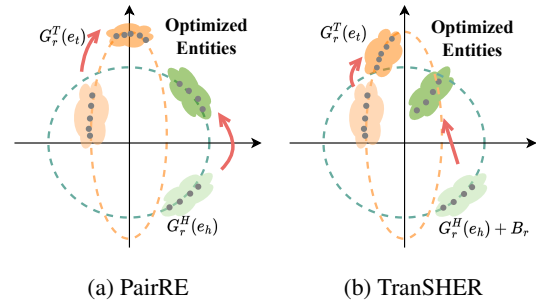 G_r^T(e_t)
Optimized
Entities
G_r^H(e_h)
(a) PairRE
G_r^T(e_t)
Optimized
Entities
G_r^H(e_h) + B_r
(b) TranSHER